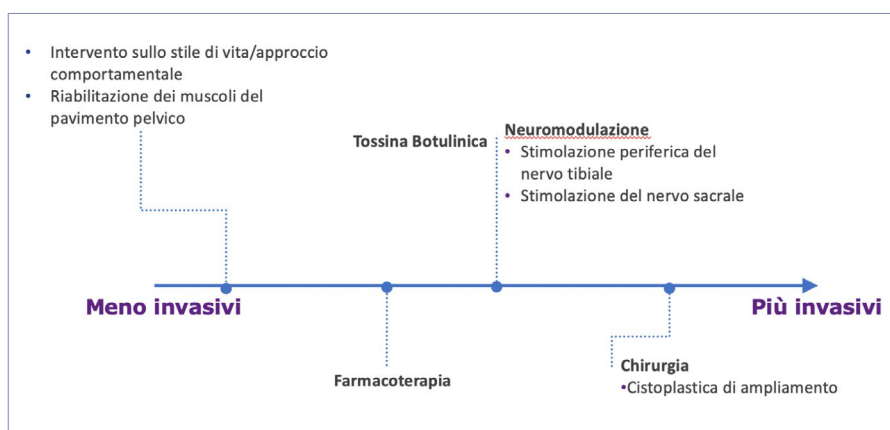 • Intervento sullo stile di vita/approccio
comportamentale
• Riabilitazione dei muscoli del
pavimento pelvico
Tossina Botulinica
Neuromodulazione
• Stimolazione periferica del
nervo tibiale
• Stimolazione del nervo sacrale
Meno invasivi
Più invasivi
Farmacoterapia
Chirurgia
•Cistoplastica di ampliamento